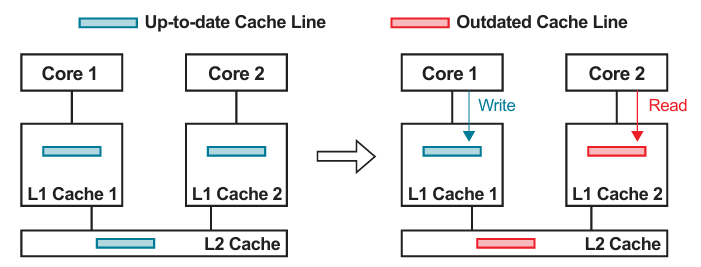 Up-to-date Cache Line
Outdated Cache Line
Core 1
Core 2
L1 Cache 1
L1 Cache 2
L2 Cache
Core 1
Core 2
Write
Read
L1 Cache 1
L1 Cache 2
L2 Cache